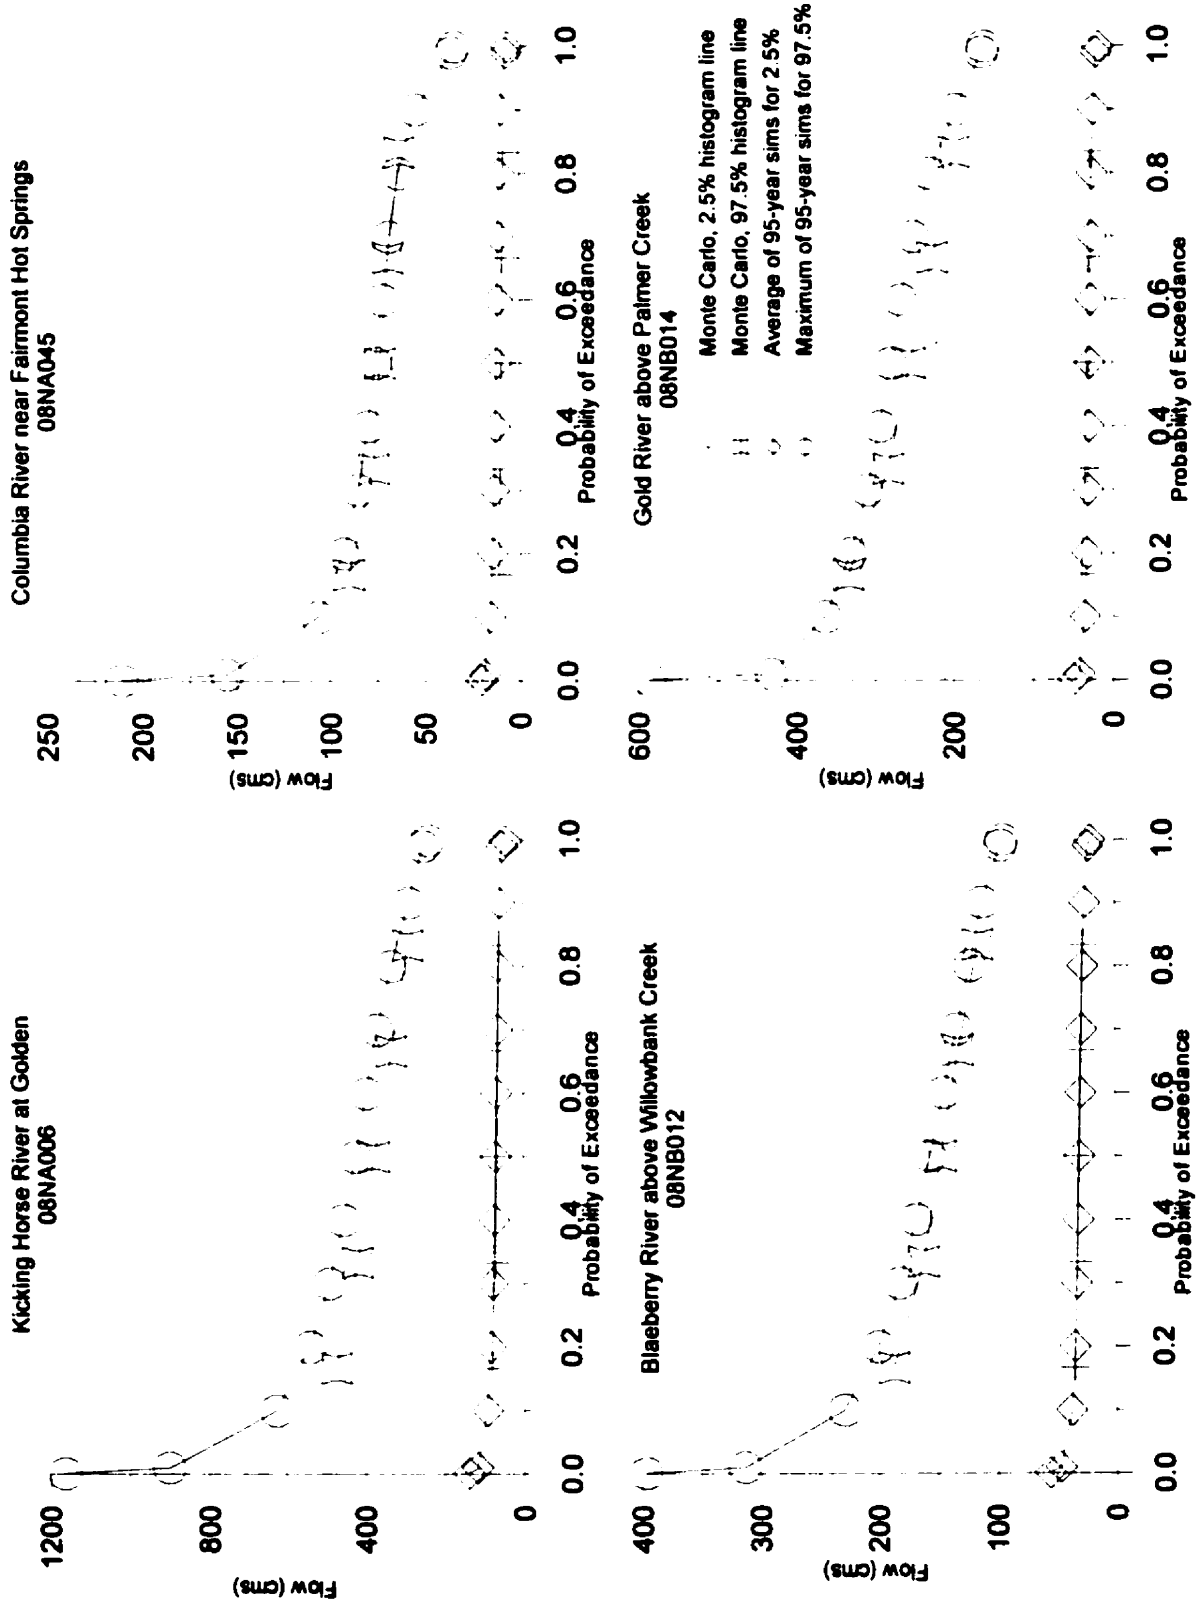 Kicking Horse River at Golden
08NA006
1200
800
400
0
Flow (cms)
0.0 0.2 0.4 0.6 0.8 1.0
Probability of Exceedance
Columbia River near Fairmont Hot Springs
08NA045
250
200
150
100
50
0
Flow (cms)
0.0 0.2 0.4 0.6 0.8 1.0
Probability of Exceedance
Blaeberry River above Willowbank Creek
08NB012
400
300
200
100
0
Flow (cms)
0.0 0.2 0.4 0.6 0.8 1.0
Probability of Exceedance
Gold River above Palmer Creek
08NB014
Monte Carlo, 2.5% histogram line
Monte Carlo, 97.5% histogram line
Average of 95-year sims for 2.5%
Maximum of 95-year sims for 97.5%
600
400
200
0
Flow (cms)
0.0 0.2 0.4 0.6 0.8 1.0
Probability of Exceedance